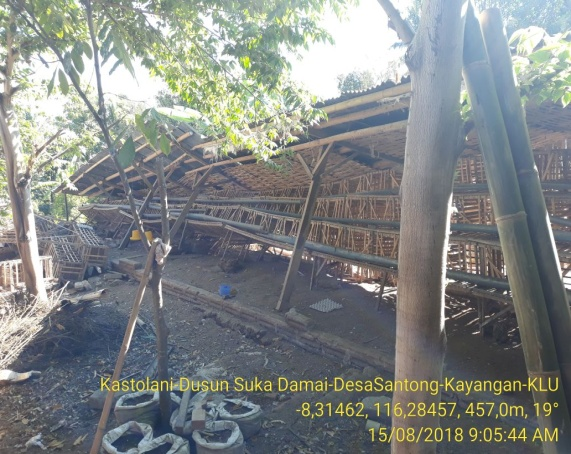 Kastolani-Dusun Suka Damai-DesaSantong-Kayangan-KLU
-8,31462, 116,28457, 457,0m, 19°
15/08/2018 9:05:44 AM